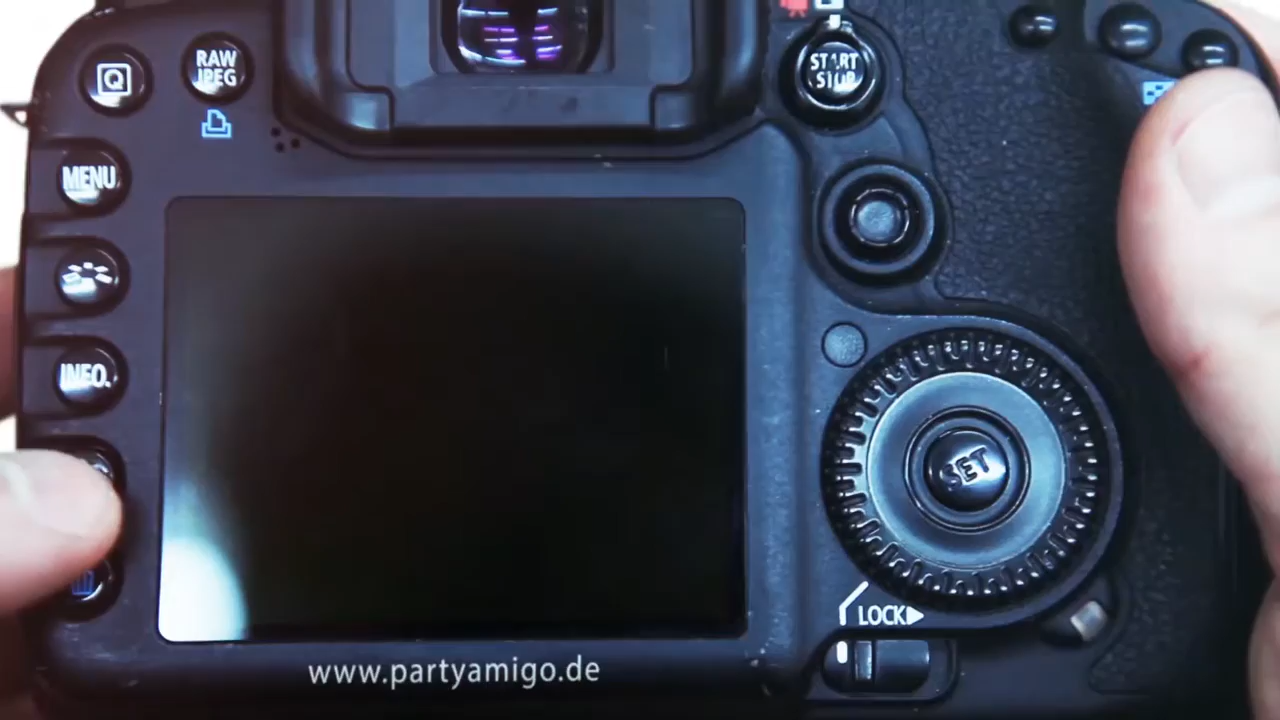 Q
RAW
JPEG
START
STOP
MENU
INFO.
SET
LOCK
www.partyamigo.de